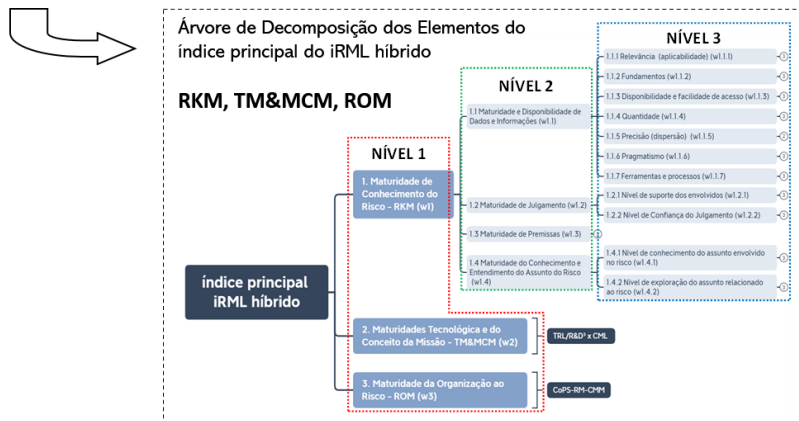 Árvore de Decomposição dos Elementos do
índice principal do iRML híbrido
RKM, TM&MCM, ROM
NÍVEL 1
NÍVEL 2
NÍVEL 3
índice principal
iRML híbrido
1. Maturidade de
Conhecimento do
Risco - RKM (w1)
1.1 Maturidade e Disponibilidade de
Dados e Informações (w1.1)
1.1.1 Relevância (aplicabilidade) (w1.1.1)
1.1.2 Fundamentos (w1.1.2)
1.1.3 Disponibilidade e facilidade de acesso (w1.1.3)
1.1.4 Quantidade (w1.1.4)
1.1.5 Precisão (dispersão) (w1.1.5)
1.1.6 Pragmatismo (w1.1.6)
1.1.7 Ferramentas e processos (w1.1.7)
1.2 Maturidade de Julgamento (w1.2)
1.2.1 Nível de suporte dos envolvidos (w1.2.1)
1.2.2 Nível de Confiança do Julgamento (w1.2.2)
1.3 Maturidade de Premissas (w1.3)
1.4 Maturidade do Conhecimento e
Entendimento do Assunto do Risco
(w1.4)
1.4.1 Nível de conhecimento do assunto envolvido
no risco (w1.4.1)
1.4.2 Nível de exploração do assunto relacionado
ao risco (w1.4.2)
2. Maturidades Tecnológica e do
Conceito da Missão - TM&MCM (w2)
TRL/R&D³ x CML
3. Maturidade da Organização ao
Risco - ROM (w3)
CoPS-RM-CMM